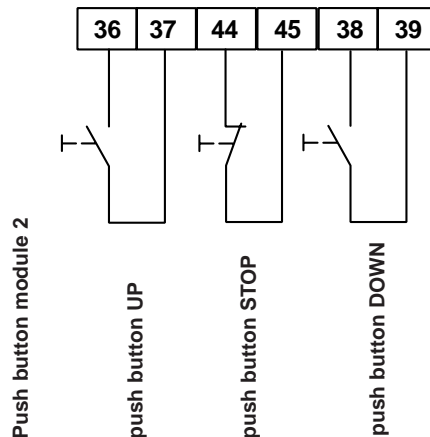 36 37 44 45 38 39
Push button module 2
push button UP
push button STOP
push button DOWN